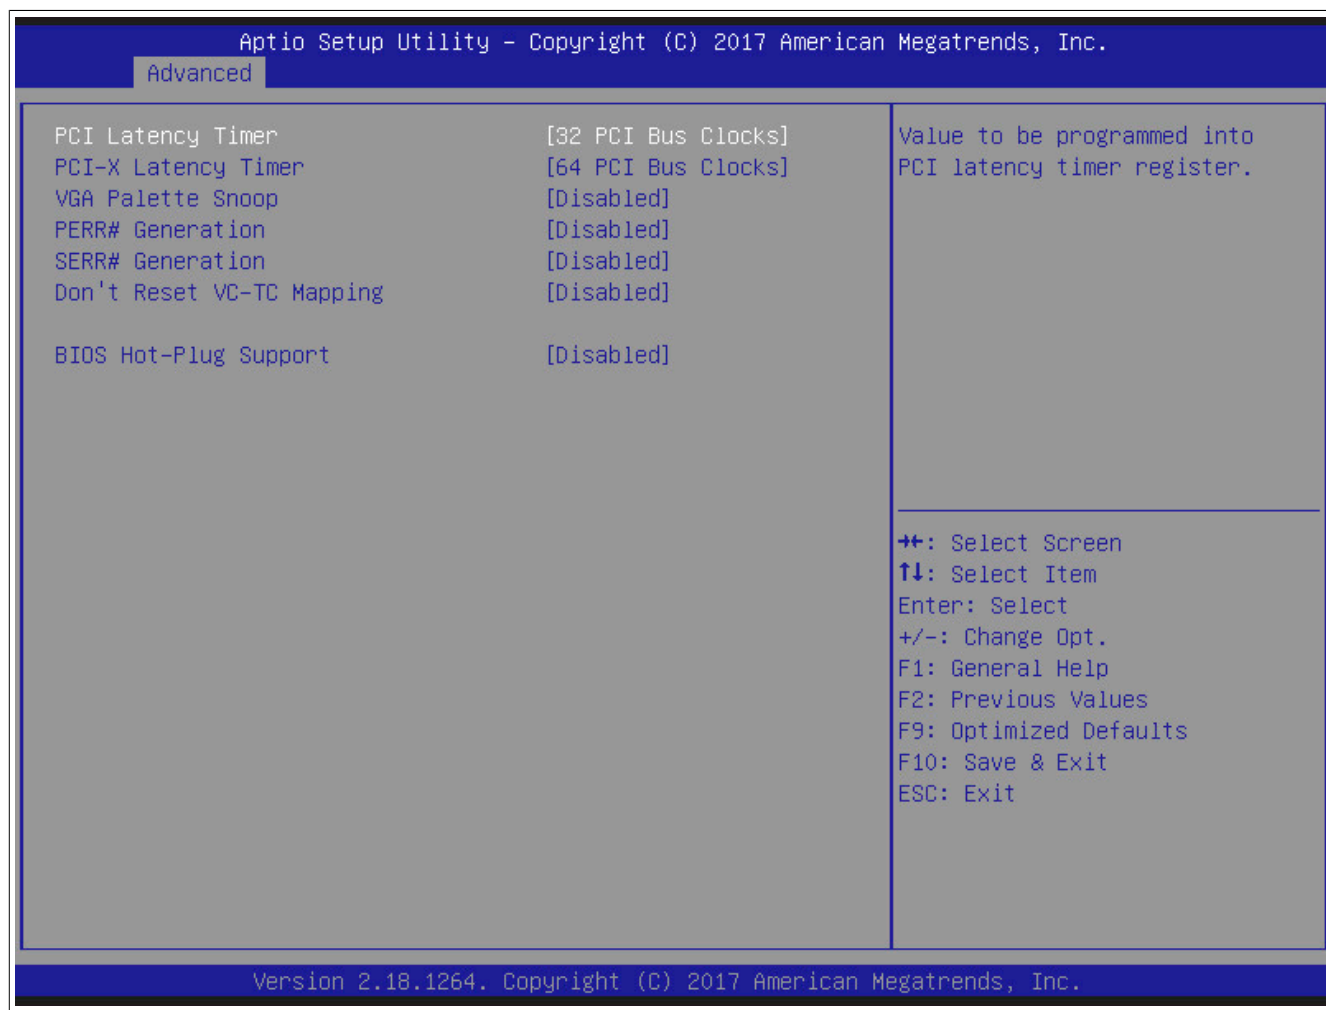 Aptio Setup Utility – Copyright (C) 2017 American Megatrends, Inc.
Advanced
PCI Latency Timer [32 PCI Bus Clocks]
PCI-X Latency Timer [64 PCI Bus Clocks]
VGA Palette Snoop [Disabled]
PERR# Generation [Disabled]
SERR# Generation [Disabled]
Don't Reset VC-TC Mapping [Disabled]
BIOS Hot-Plug Support [Disabled]
Value to be programmed into
PCI latency timer register.
→←: Select Screen
↑↓: Select Item
Enter: Select
+/-: Change Opt.
F1: General Help
F2: Previous Values
F9: Optimized Defaults
F10: Save & Exit
ESC: Exit
Version 2.18.1264. Copyright (C) 2017 American Megatrends, Inc.